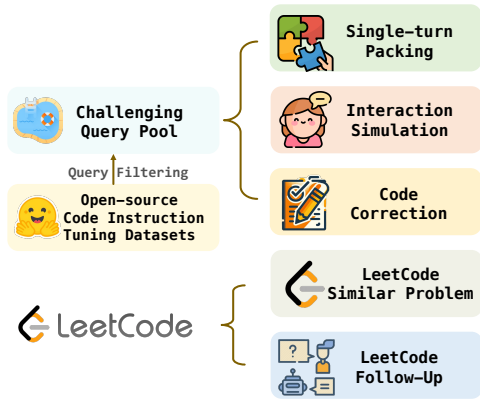 Single-turn
Packing
Challenging
Query Pool
Interaction
Simulation
Query Filtering
Open-source
Code Instruction
Tuning Datasets
Code
Correction
LeetCode
LeetCode
Similar Problem
?
LeetCode
Follow-Up